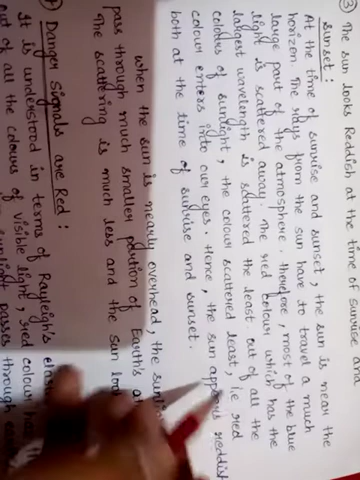 ③ The sun looks Reddish at the time of sunrise and
sunset:
At the time of sunrise and sunset, the sun is near the
horizon. The rays from the sun have to travel a much
large part of the atmosphere. therefore, most of the blue
light is scattered away. The red colour which has the
largest wavelength is scattered the least out of all the
colours of sunlight, the colour scattered least, i.e red
colour enters into our eyes. Hence, the sun appears reddish
both at the time of sunrise and sunset.
when the sun is nearly overhead, the
pass through much smaller portion of Earth's
The scattering is much less and the sun
Danger Signals are Red:
It is understood in terms of Rayleigh's
out of all the colours of visible light, red colour has
passes through